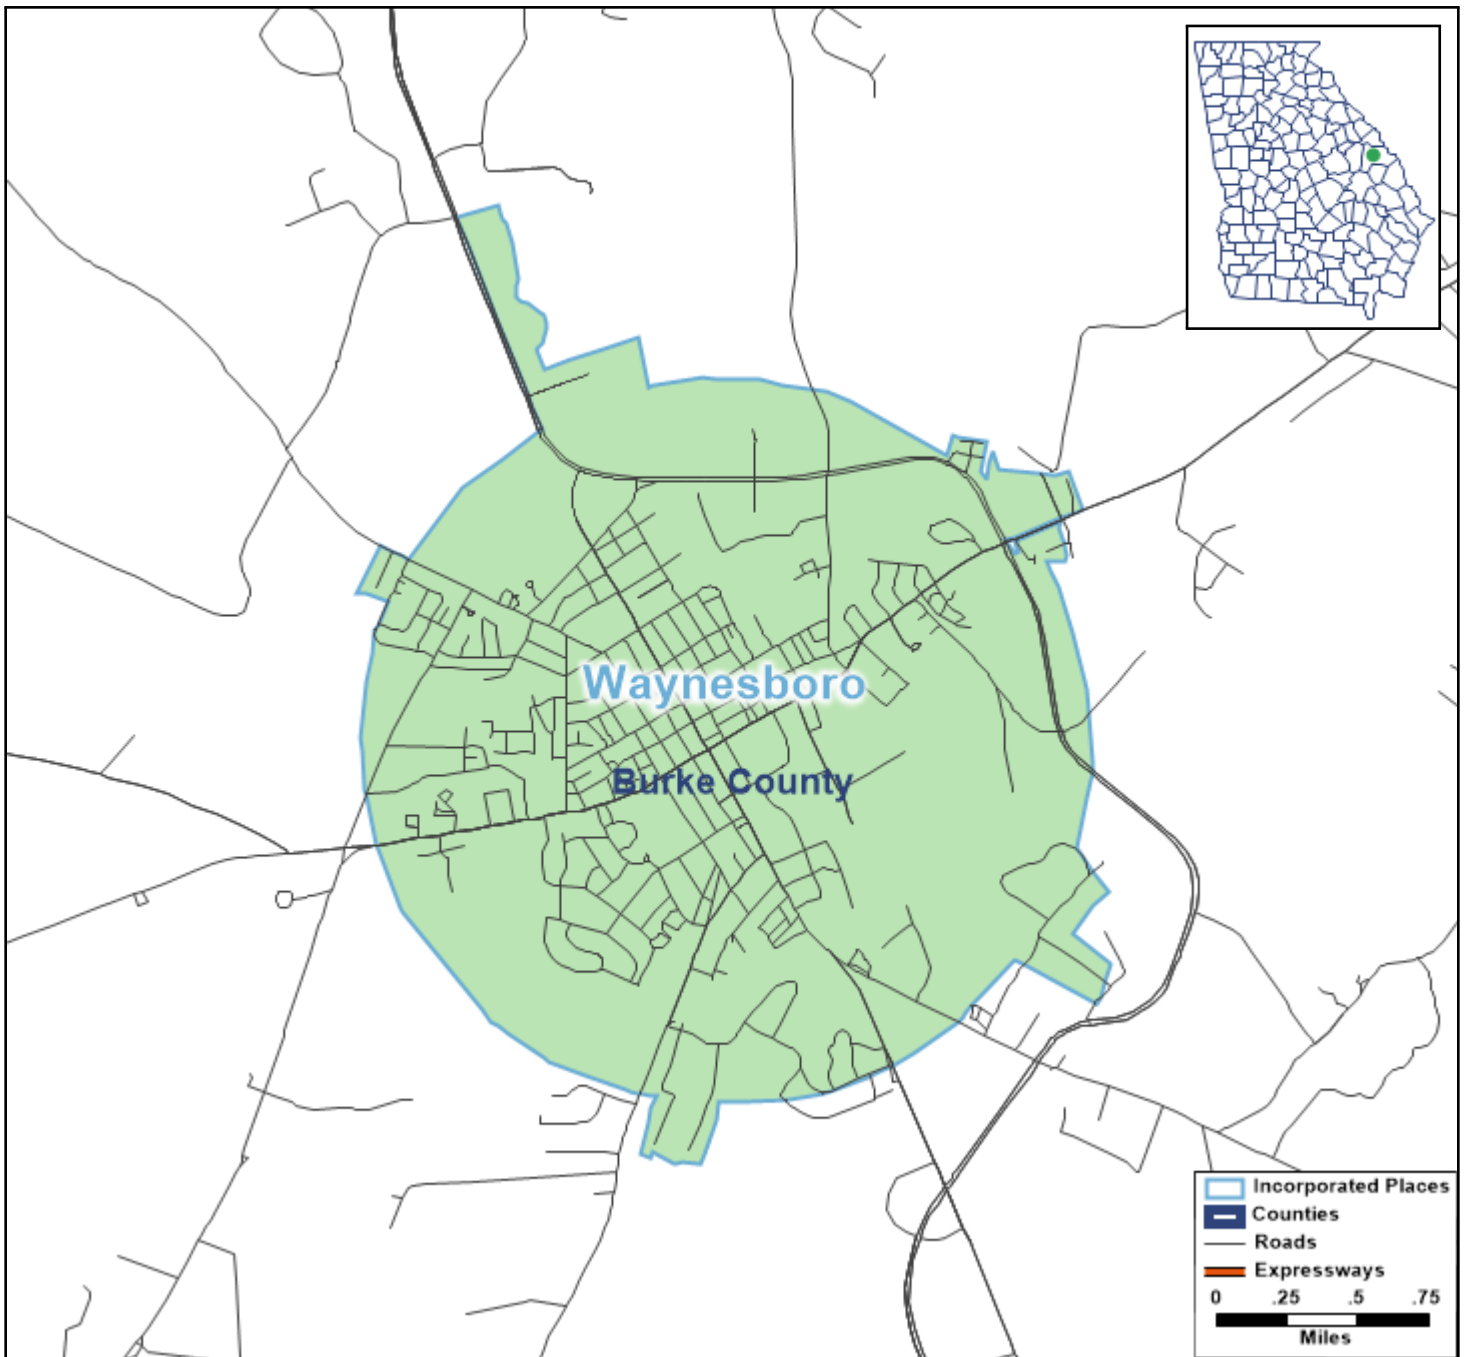 Waynesboro
Burke County
Incorporated Places
Counties
Roads
Expressways
0 .25 .5 .75
Miles